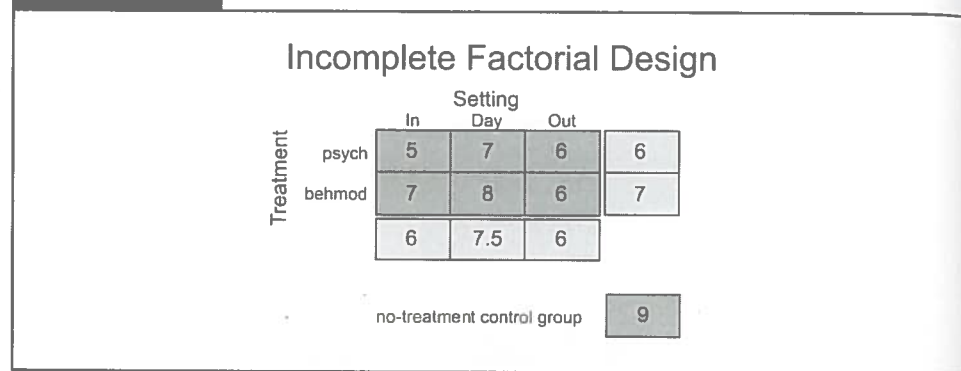 Incomplete Factorial Design
Setting
In Day Out
Treatment
psych 5 7 6 6
behmod 7 8 6 7
6 7.5 6
no-treatment control group 9